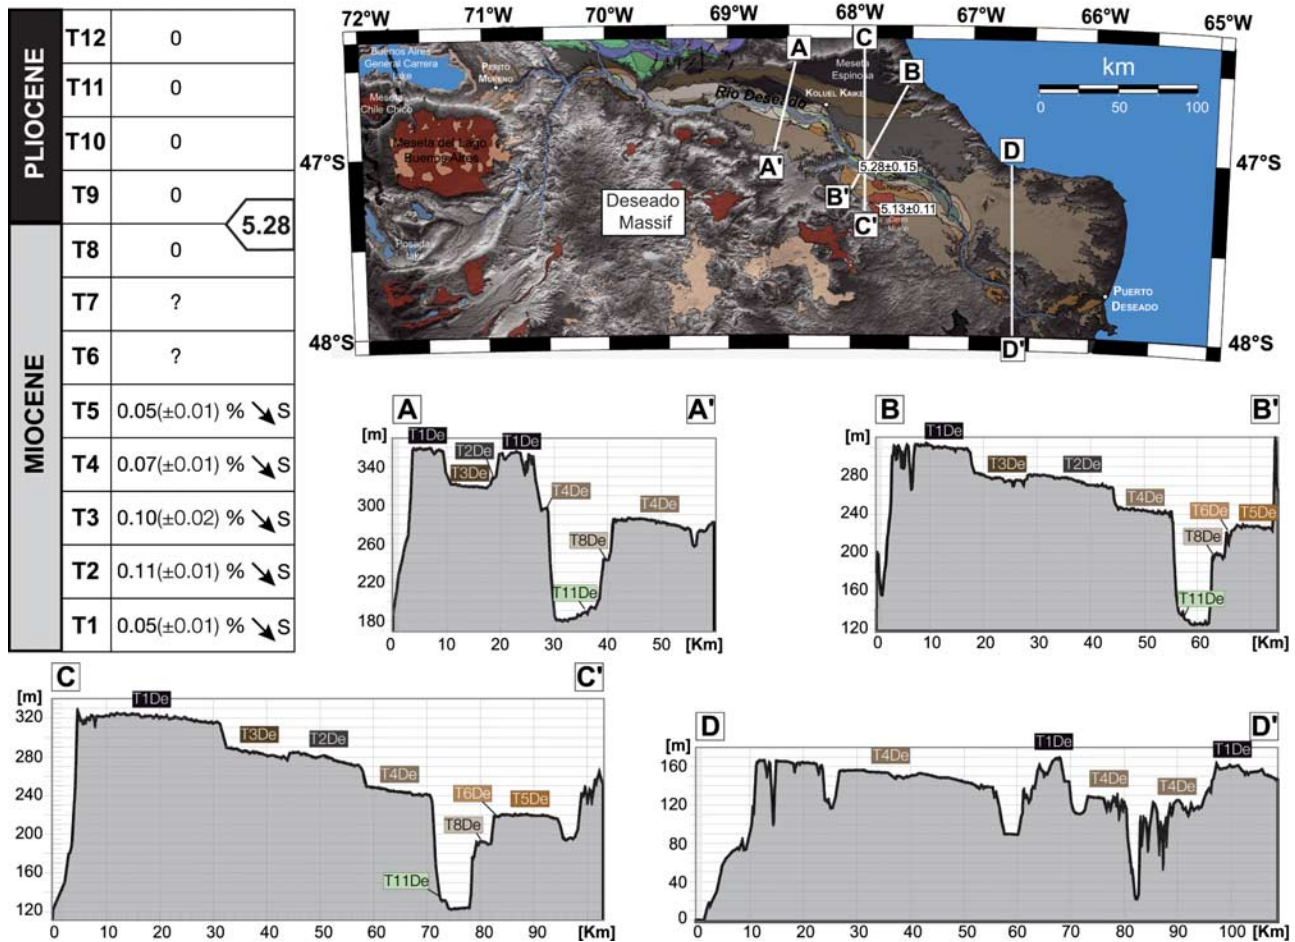 PLIOCENE
MIOCENE
T12 0
T11 0
T10 0
T9 0
5.28
T8 0
T7 ?
T6 ?
T5 0.05(±0.01) % S
T4 0.07(±0.01) % S
T3 0.10(±0.02) % S
T2 0.11(±0.01) % S
T1 0.05(±0.01) % S
72°W 71°W 70°W 69°W 68°W 67°W 66°W 65°W
47°S 47°S
48°S 48°S
Buenos Aires
General Carrera
lake
PERITO
MORENO
Meseta
Chile Chico
Meseta del Lago
Buenos Aires
Posadas
Lake
Deseado
Massif
Río Deseado
Meseta
Espinosa
KOLUEL KAIKE
A
C
B
A'
B'
C'
D
D'
5.28±0.15
5.13±0.11
km
0 50 100
PUERTO
DESEADO
A A'
[m]
340
300
260
220
180
T1De
T2De
T1De
T3De
T4De
T4De
T8De
T11De
0 10 20 30 40 50 [Km]
B B'
[m]
280
240
200
160
120
T1De
T3De
T2De
T4De
T6De
T5De
T8De
T11De
0 10 20 30 40 50 60 [Km]
C C'
[m]
320
280
240
200
160
120
T1De
T3De
T2De
T4De
T6De
T5De
T8De
T11De
0 10 20 30 40 50 60 70 80 90 [Km]
D D'
[m]
160
120
80
40
0
T4De
T1De
T1De
T4De
T4De
0 10 20 30 40 50 60 70 80 90 100 [Km]